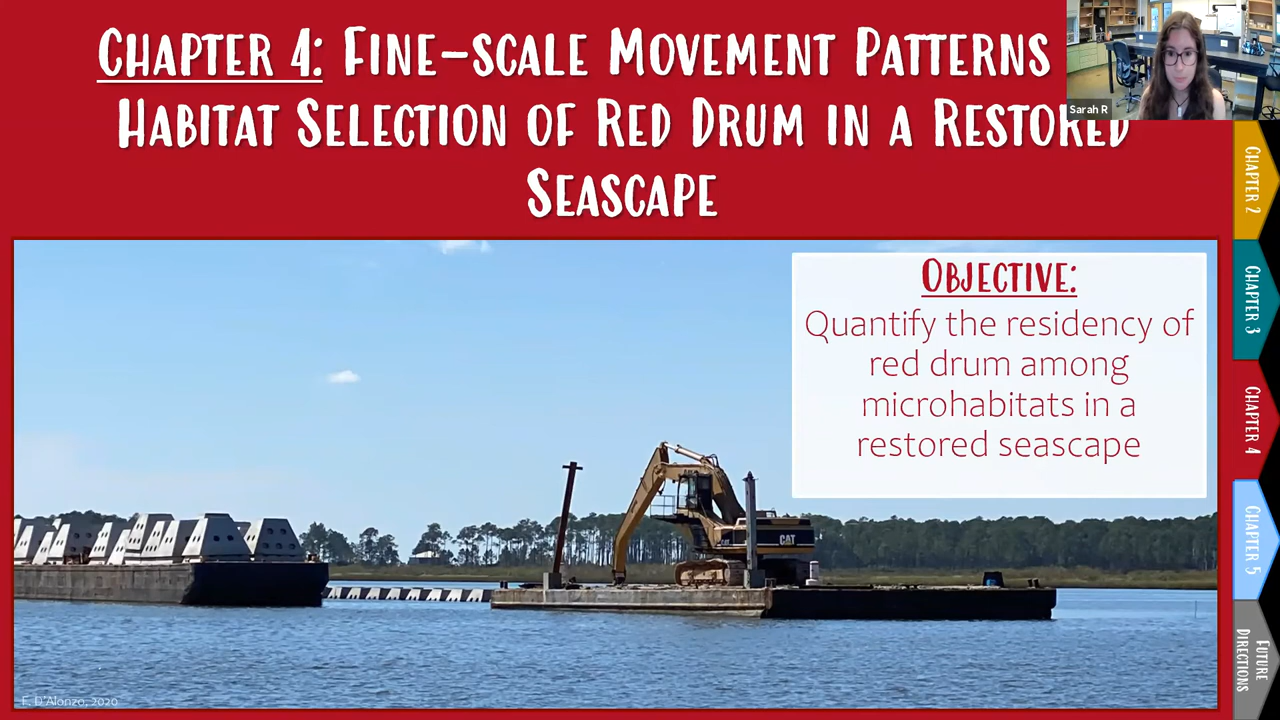 Chapter 4: Fine-scale Movement Patterns
Habitat Selection of Red Drum in a Restored
Seascape
Sarah R
Objective:
Quantify the residency of
red drum among
microhabitats in a
restored seascape
CAT
F. D'Alonzo, 2020
Chapter 2
Chapter 3
Chapter 4
Chapter 5
Future
Directions